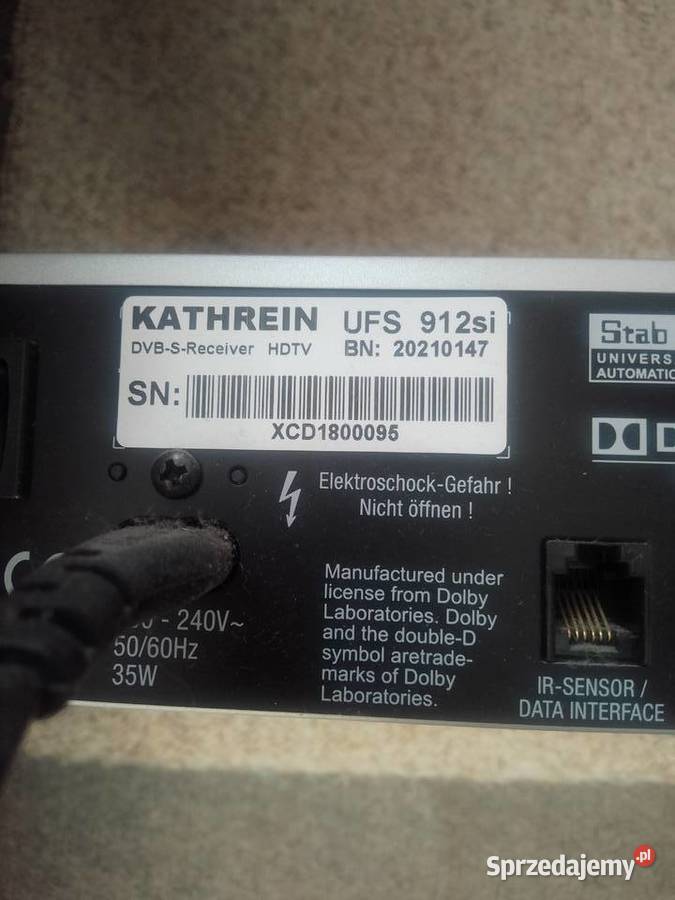 KATHREIN UFS 912si
DVB-S-Receiver HDTV BN: 20210147
SN:
XCD1800095
Stab
UNIVERS
AUTOMATIC
Elektroschock-Gefahr !
Nicht öffnen !
- 240V~
50/60Hz
35W
Manufactured under
license from Dolby
Laboratories. Dolby
and the double-D
symbol aretrade-
marks of Dolby
Laboratories.
IR-SENSOR /
DATA INTERFACE
Sprzedajemy.pl